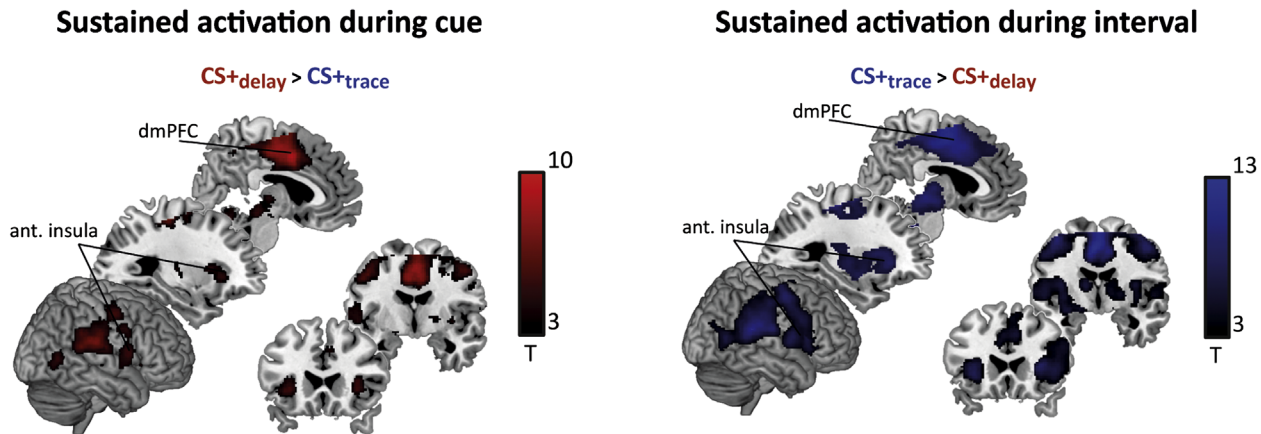 Sustained activation during cue
CS+delay > CS+trace
dmPFC
ant. insula
10
3
T
Sustained activation during interval
CS+trace > CS+delay
dmPFC
ant. insula
13
3
T